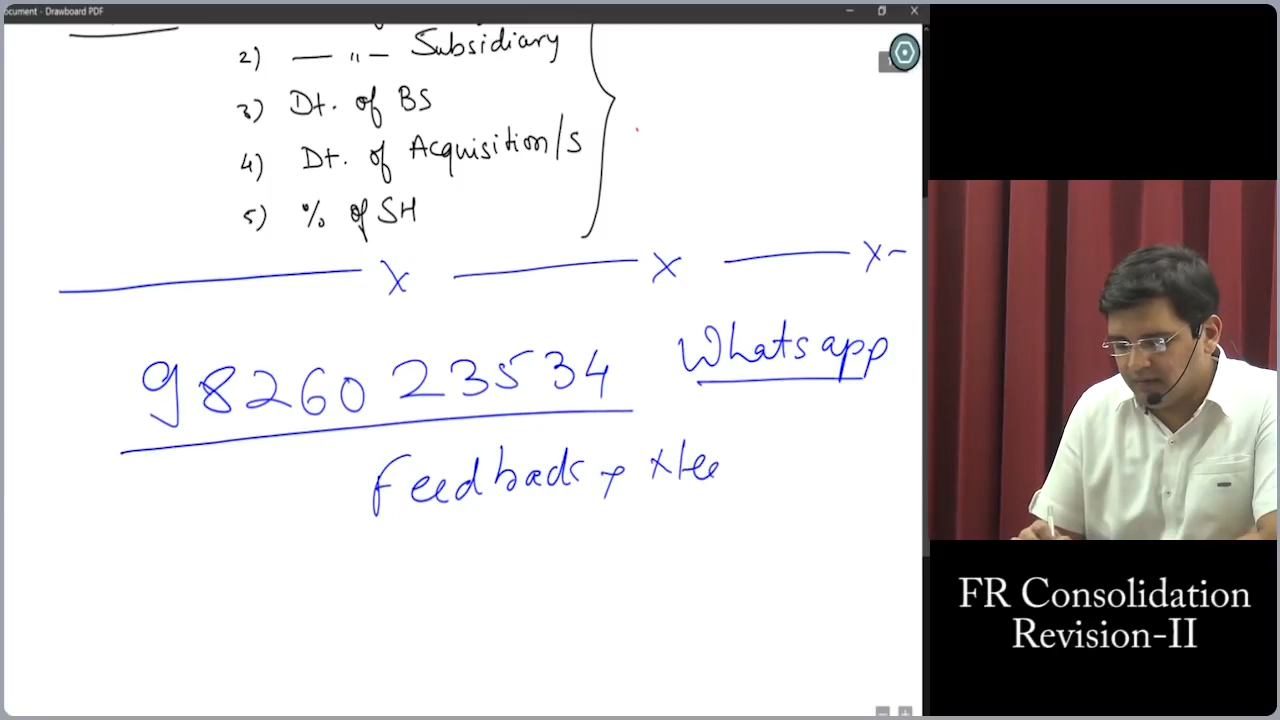 ocument - Drawboard PDF
2) — " — Subsidiary
3) Dt. of BS
4) Dt. of Acquisition/s
5) % of SH
x x x
98260 23534 Whatsapp
Feedback +
FR Consolidation
Revision-II